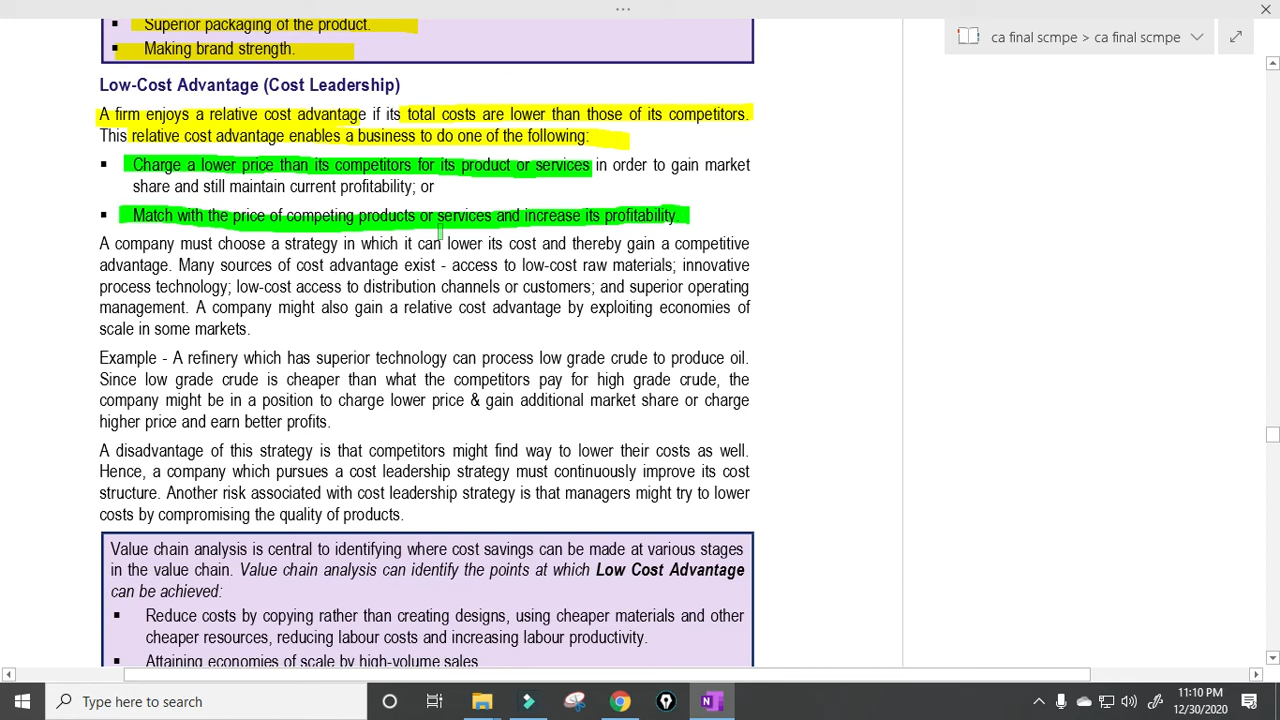 ca final scmpe > ca final scmpe
▪ Superior packaging of the product.
▪ Making brand strength.
Low-Cost Advantage (Cost Leadership)
A firm enjoys a relative cost advantage if its total costs are lower than those of its competitors.
This relative cost advantage enables a business to do one of the following:
▪ Charge a lower price than its competitors for its product or services in order to gain market
share and still maintain current profitability; or
▪ Match with the price of competing products or services and increase its profitability.
A company must choose a strategy in which it can lower its cost and thereby gain a competitive
advantage. Many sources of cost advantage exist - access to low-cost raw materials; innovative
process technology; low-cost access to distribution channels or customers; and superior operating
management. A company might also gain a relative cost advantage by exploiting economies of
scale in some markets.
Example - A refinery which has superior technology can process low grade crude to produce oil.
Since low grade crude is cheaper than what the competitors pay for high grade crude, the
company might be in a position to charge lower price & gain additional market share or charge
higher price and earn better profits.
A disadvantage of this strategy is that competitors might find way to lower their costs as well.
Hence, a company which pursues a cost leadership strategy must continuously improve its cost
structure. Another risk associated with cost leadership strategy is that managers might try to lower
costs by compromising the quality of products.
Value chain analysis is central to identifying where cost savings can be made at various stages
in the value chain. Value chain analysis can identify the points at which Low Cost Advantage
can be achieved:
▪ Reduce costs by copying rather than creating designs, using cheaper materials and other
cheaper resources, reducing labour costs and increasing labour productivity.
▪ Attaining economies of scale by high-volume sales
Type here to search
11:10 PM
12/30/2020